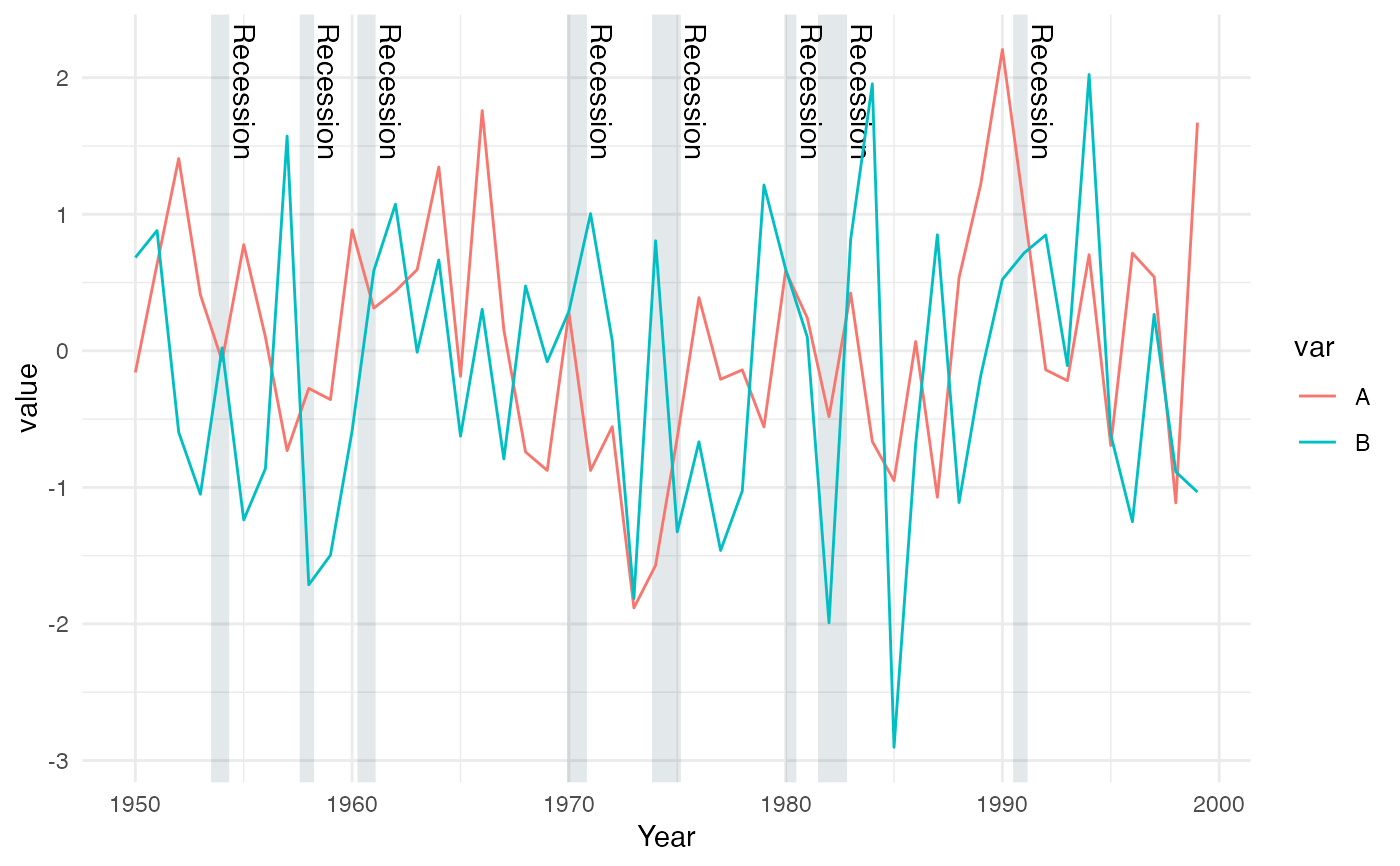 Recession
Recession
Recession
Recession
Recession
Recession
Recession
Recession
2
1
0
-1
-2
-3
value
1950
1960
1970
1980
1990
2000
Year
var
A
B